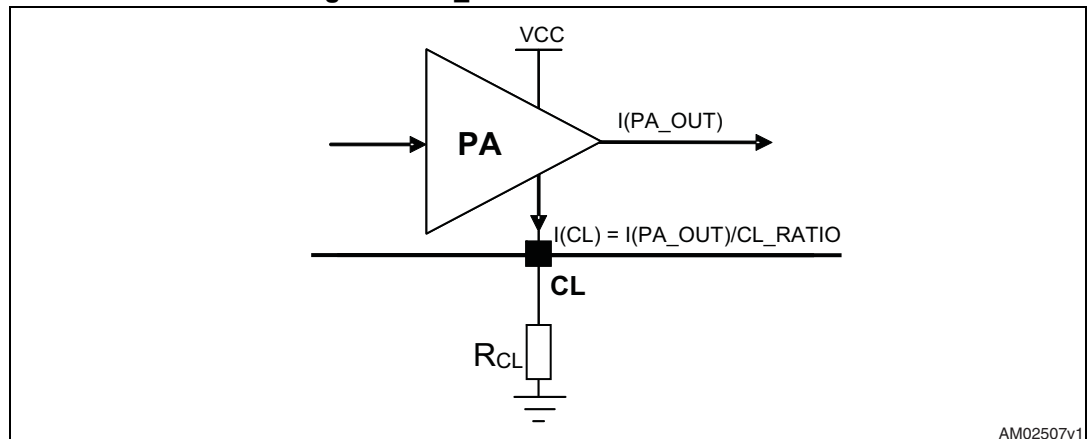 VCC
I(PA_OUT)
PA
I(CL) = I(PA_OUT)/CL_RATIO
CL
RCL
AM02507v1